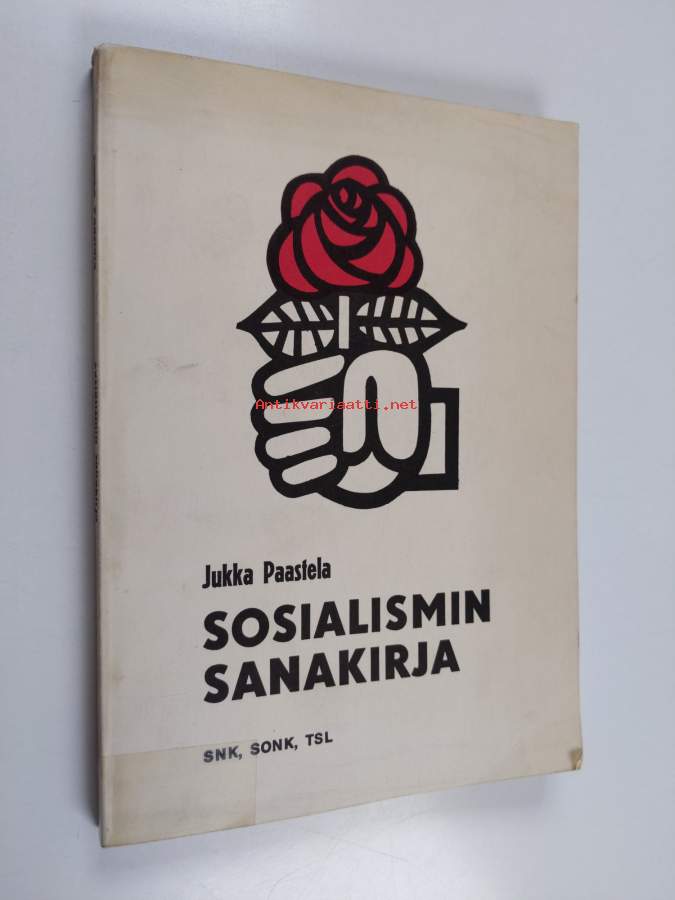 Antikvariaatti.net
Jukka Paastela
SOSIALISMIN
SANAKIRJA
SNK, SONK, TSL